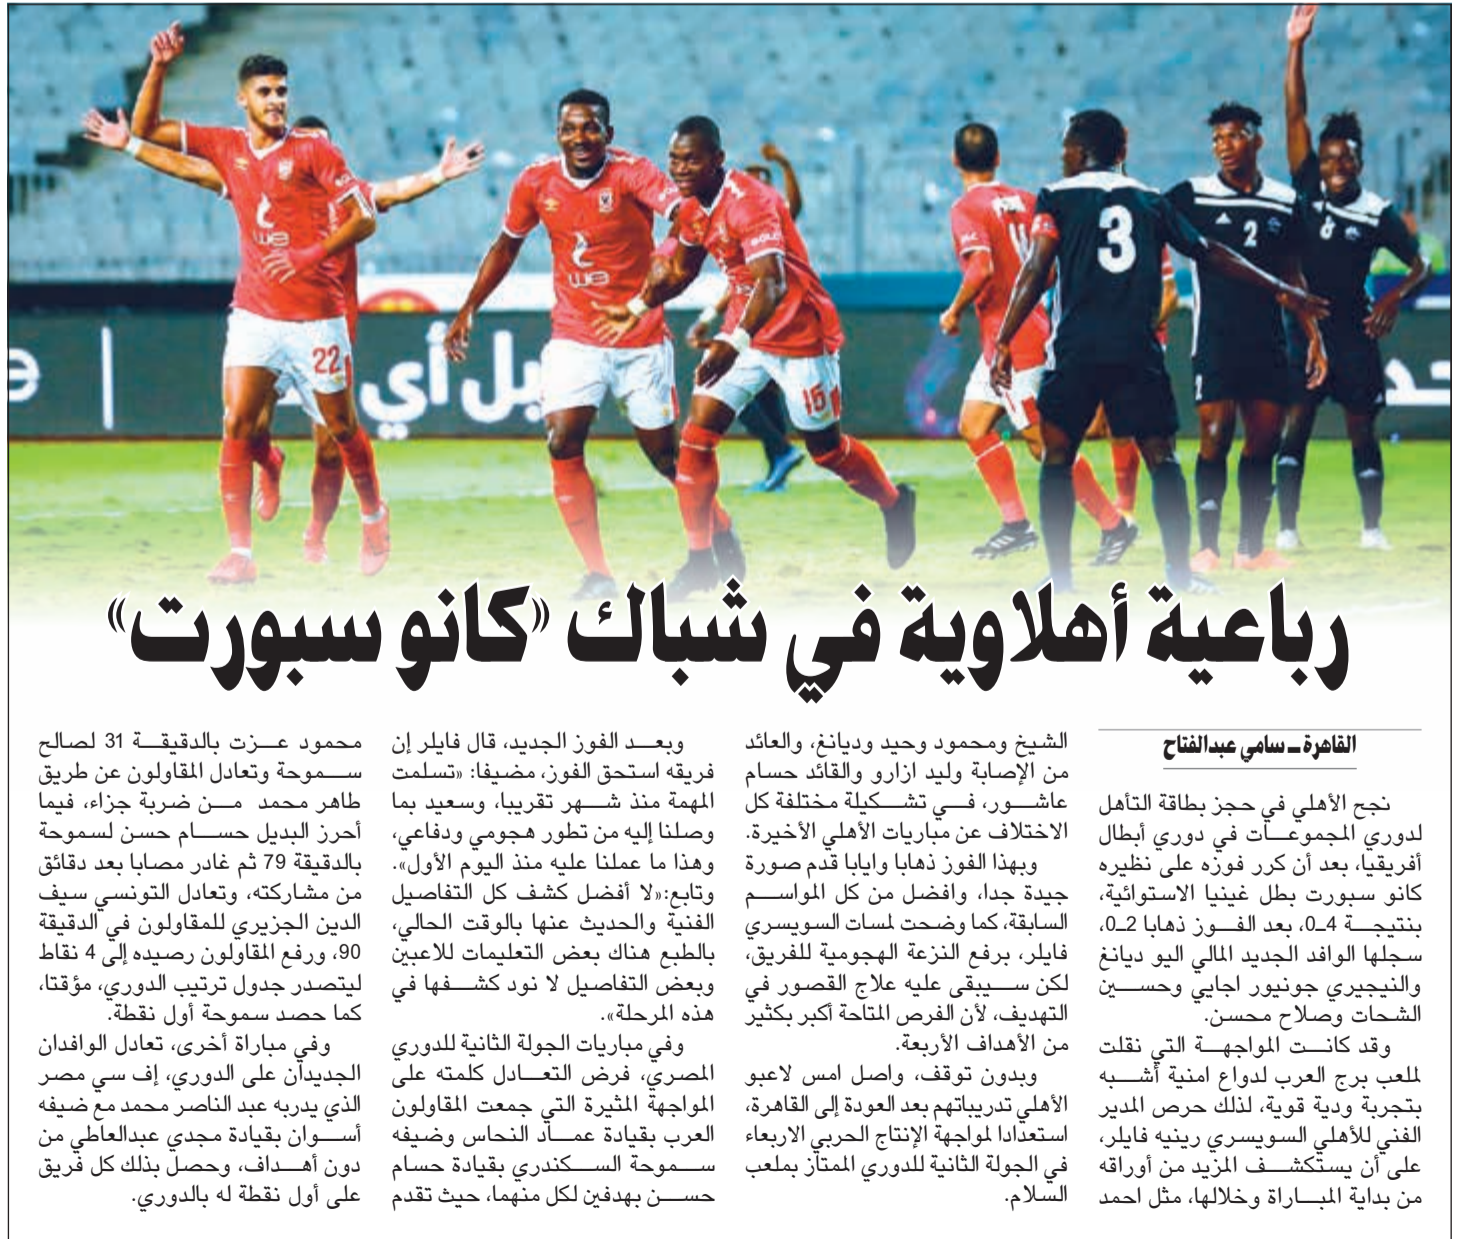 we
we
22
15
11
3
2
2
8
رباعية أهلاوية في شباك «كانو سبورت»
القاهرة ـ سامي عبدالفتاح
نجح الأهلي في حجز بطاقة التأهل
لدوري المجموعات في دوري أبطال
أفريقيا، بعد أن كرر فوزه على نظيره
كانو سبورت بطل غينيا الاستوائية،
بنتيجة 4ـ0، بعد الفوز ذهابا 2ـ0،
سجلها الوافد الجديد المالي اليو ديانغ
والنيجيري جونيور اجايي وحسين
الشحات وصلاح محسن.
وقد كانت المواجهة التي نقلت
لملعب برج العرب لدواع امنية أشبه
بتجربة ودية قوية، لذلك حرص المدير
الفني للأهلي السويسري رينيه فايلر،
على أن يستكشف المزيد من أوراقه
من بداية المباراة وخلالها، مثل احمد
الشيخ ومحمود وحيد وديانغ، والعائد
من الإصابة وليد ازارو والقائد حسام
عاشور، في تشكيلة مختلفة كل
الاختلاف عن مباريات الأهلي الأخيرة.
وبهذا الفوز ذهابا وايابا قدم صورة
جيدة جدا، وافضل من كل المواسم
السابقة، كما وضحت لمسات السويسري
فايلر، برفع النزعة الهجومية للفريق،
لكن سيبقى عليه علاج القصور في
التهديف، لأن الفرص المتاحة أكبر بكثير
من الأهداف الأربعة.
وبدون توقف، واصل امس لاعبو
الأهلي تدريباتهم بعد العودة إلى القاهرة،
استعدادا لمواجهة الإنتاج الحربي الاربعاء
في الجولة الثانية للدوري الممتاز بملعب
السلام.
وبعد الفوز الجديد، قال فايلر إن
فريقه استحق الفوز، مضيفا: «تسلمت
المهمة منذ شهر تقريبا، وسعيد بما
وصلنا إليه من تطور هجومي ودفاعي،
وهذا ما عملنا عليه منذ اليوم الأول».
وتابع:«لا أفضل كشف كل التفاصيل
الفنية والحديث عنها بالوقت الحالي،
بالطبع هناك بعض التعليمات للاعبين
وبعض التفاصيل لا نود كشفها في
هذه المرحلة».
وفي مباريات الجولة الثانية للدوري
المصري، فرض التعادل كلمته على
المواجهة المثيرة التي جمعت المقاولون
العرب بقيادة عماد النحاس وضيفه
سموحة السكندري بقيادة حسام
حسن بهدفين لكل منهما، حيث تقدم
محمود عزت بالدقيقة 31 لصالح
سموحة وتعادل المقاولون عن طريق
طاهر محمد من ضربة جزاء، فيما
أحرز البديل حسام حسن لسموحة
بالدقيقة 79 ثم غادر مصابا بعد دقائق
من مشاركته، وتعادل التونسي سيف
الدين الجزيري للمقاولون في الدقيقة
90، ورفع المقاولون رصيده إلى 4 نقاط
ليتصدر جدول ترتيب الدوري، مؤقتا،
كما حصد سموحة أول نقطة.
وفي مباراة أخرى، تعادل الوافدان
الجديدان على الدوري، إف سي مصر
الذي يدربه عبد الناصر محمد مع ضيفه
أسوان بقيادة مجدي عبدالعاطي من
دون أهداف، وحصل بذلك كل فريق
على أول نقطة له بالدوري.